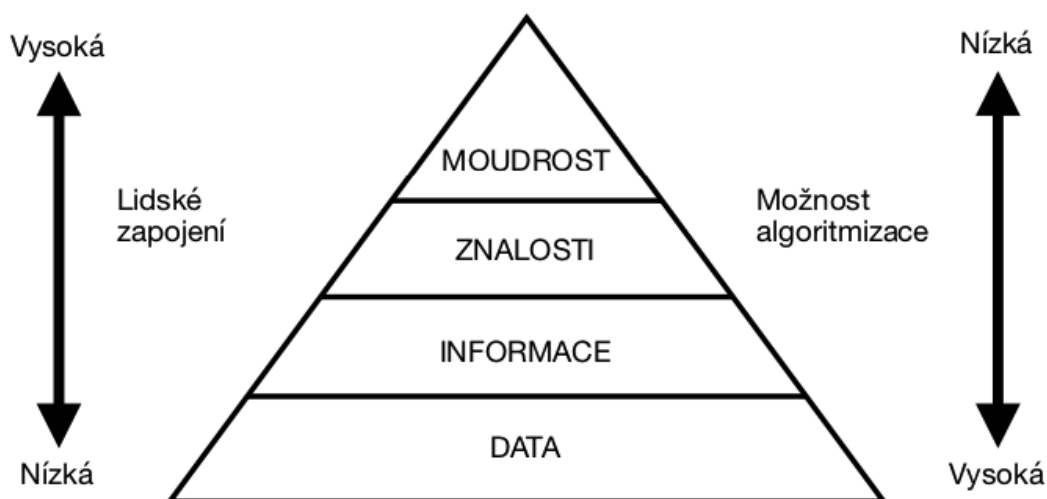 Vysoká
Nízká
MOUDROST
Lidské
zapojení
Možnost
algoritmizace
ZNALOSTI
INFORMACE
DATA
Nízká
Vysoká